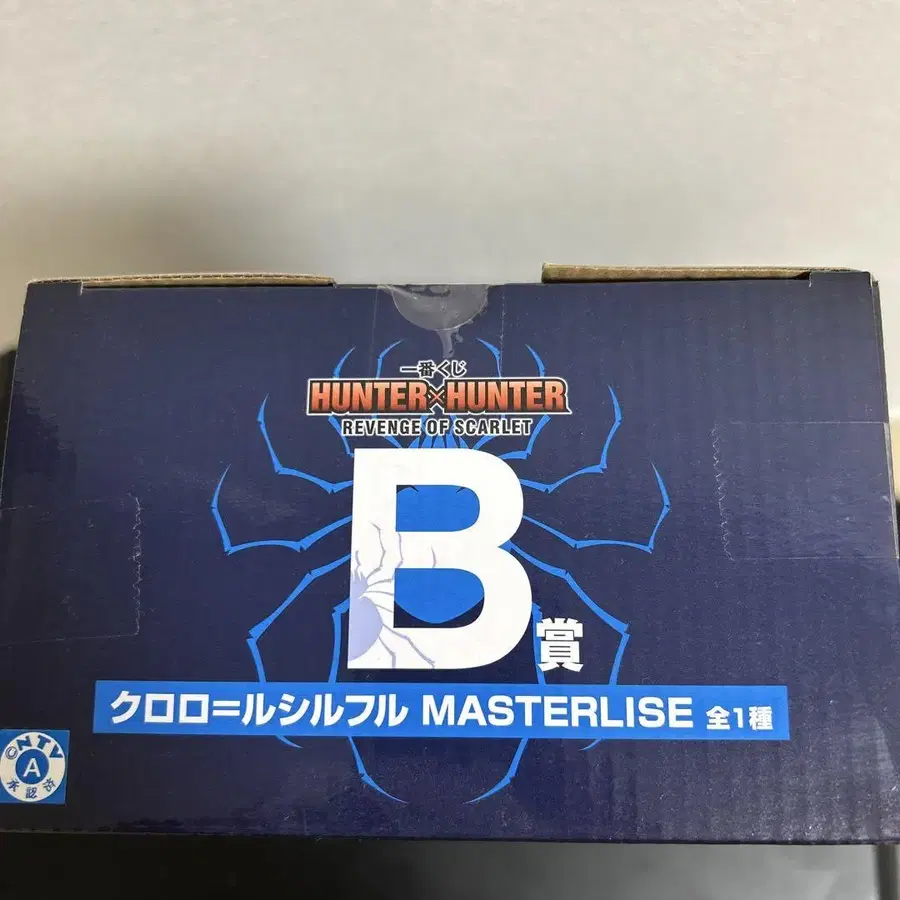 一番くじ
HUNTER×HUNTER
REVENGE OF SCARLET
B賞
クロロ=ルシルフル MASTERLISE 全1種
©NTV
A
承認済